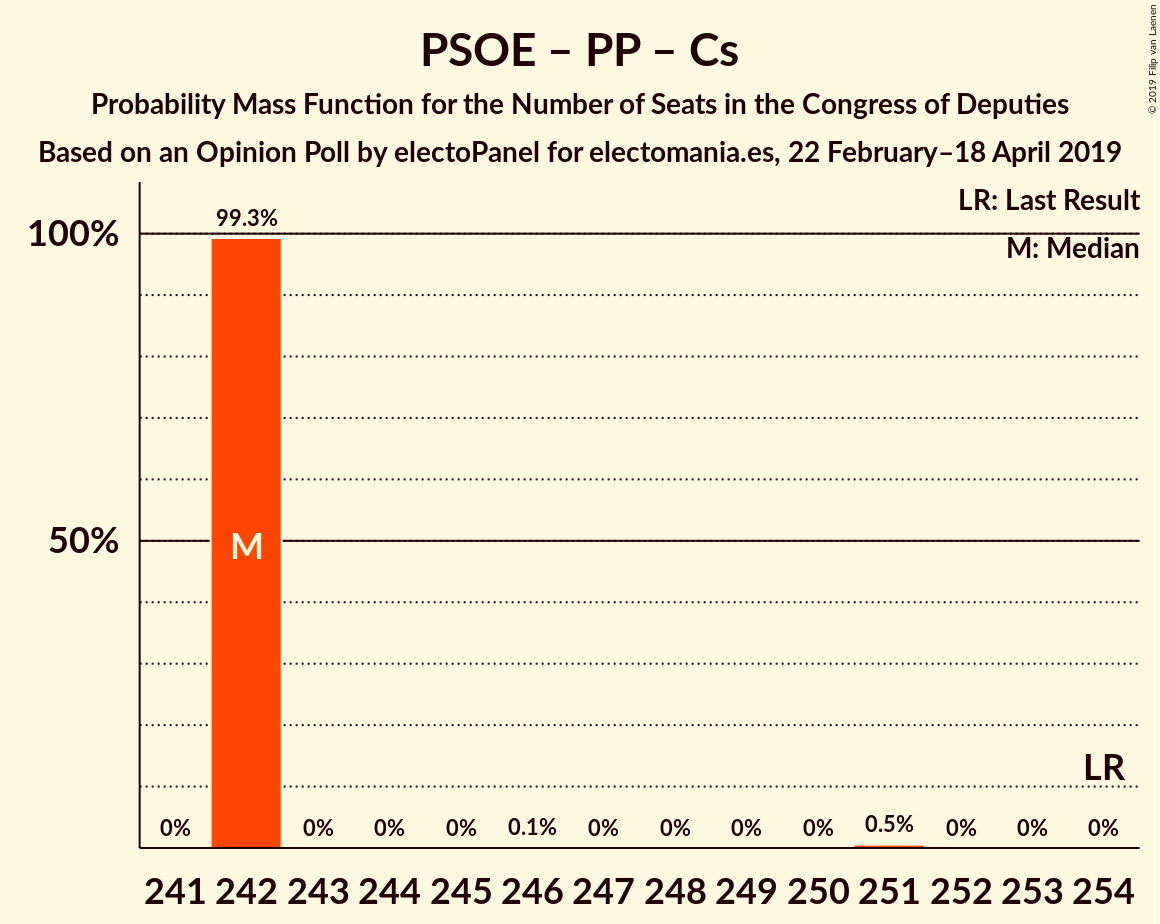 PSOE – PP – Cs
Probability Mass Function for the Number of Seats in the Congress of Deputies
Based on an Opinion Poll by electoPanel for electomania.es, 22 February–18 April 2019
© 2019 Filip van Laenen
LR: Last Result
M: Median
100%
50%
99.3%
M
LR
0% 0% 0% 0% 0.1% 0% 0% 0% 0% 0.5% 0% 0% 0%
241 242 243 244 245 246 247 248 249 250 251 252 253 254